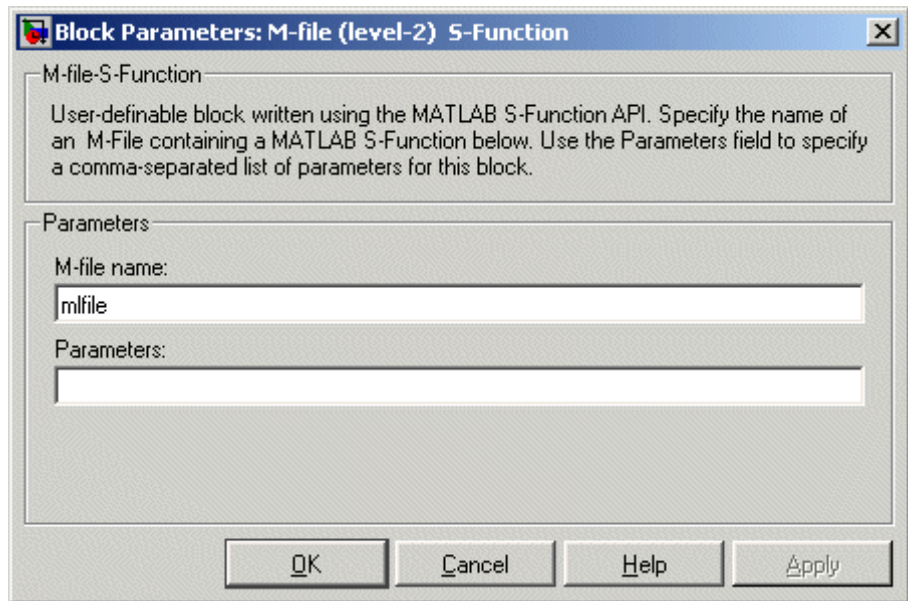 Block Parameters: M-file (level-2) S-Function
M-file-S-Function
User-definable block written using the MATLAB S-Function API. Specify the name of
an M-File containing a MATLAB S-Function below. Use the Parameters field to specify
a comma-separated list of parameters for this block.
Parameters
M-file name:
mlfile
Parameters:
OK Cancel Help Apply